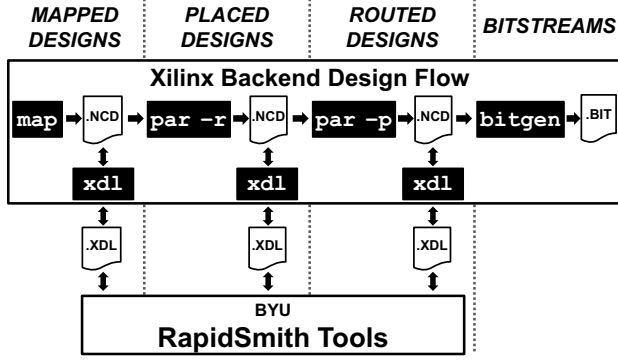 MAPPED DESIGNS
PLACED DESIGNS
ROUTED DESIGNS
BITSTREAMS
Xilinx Backend Design Flow
map .NCD par –r .NCD par –p .NCD bitgen .BIT
xdl xdl xdl
.XDL .XDL .XDL
BYU
RapidSmith Tools